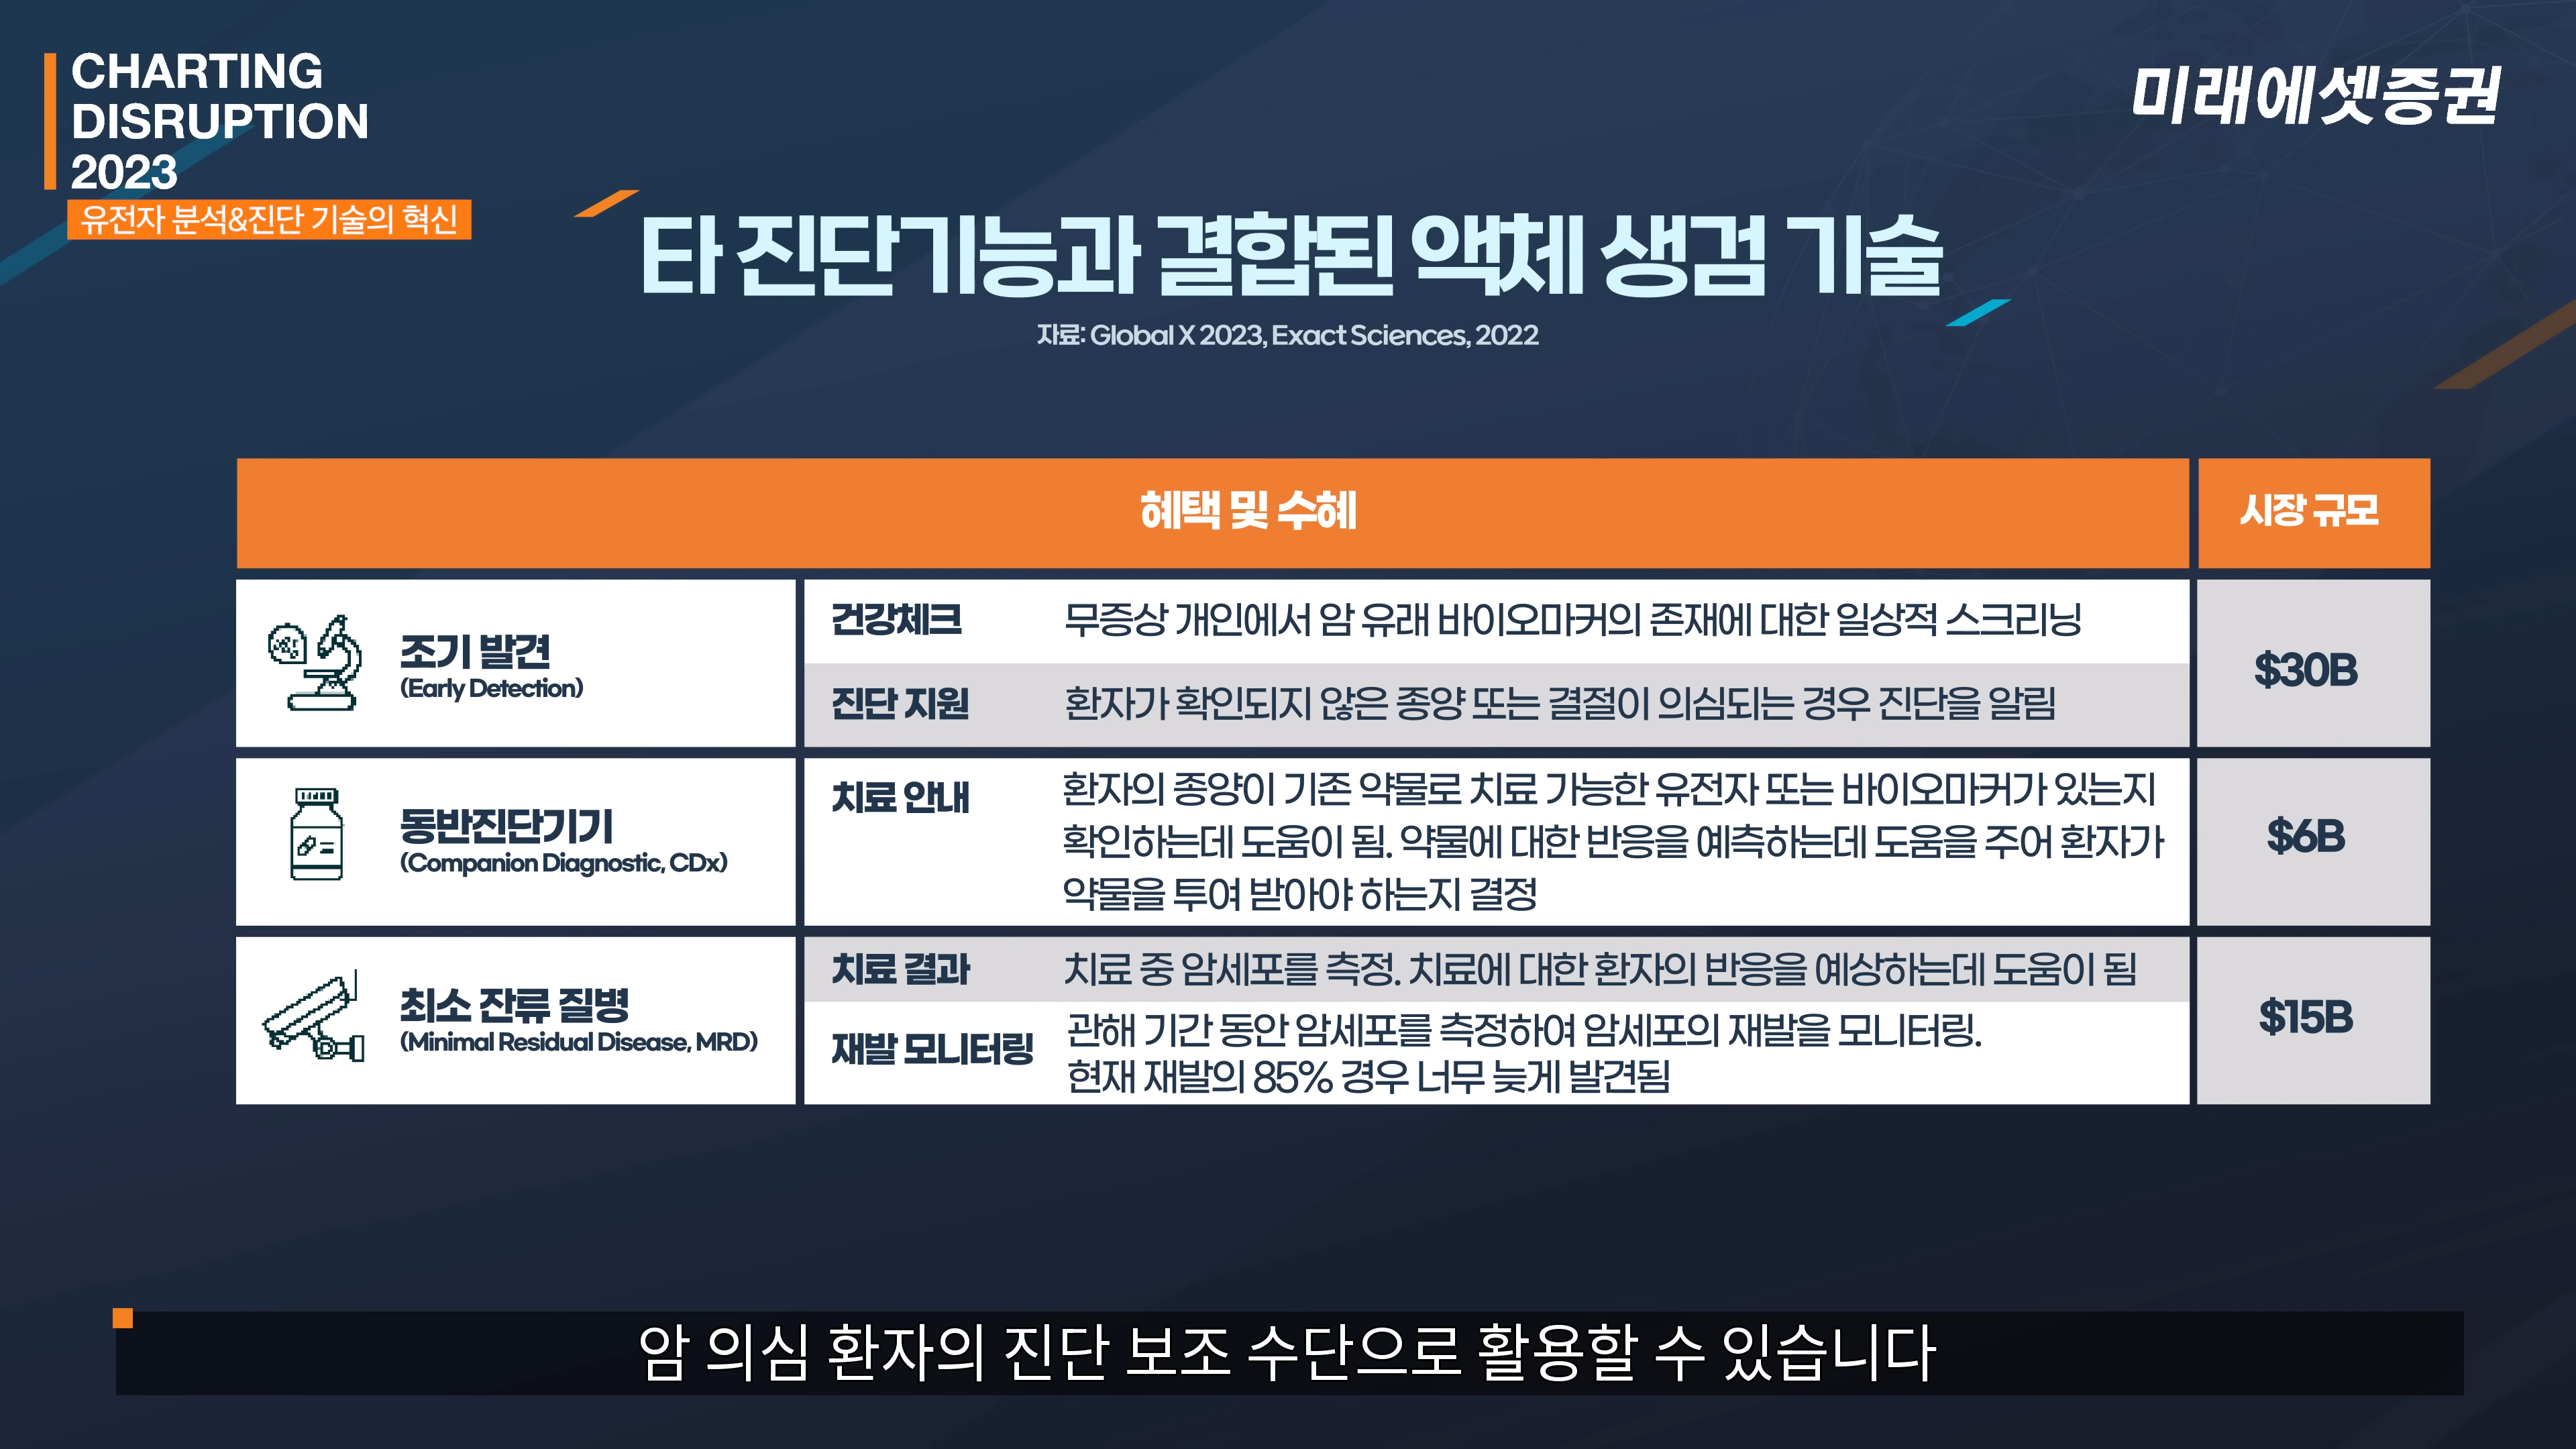 CHARTING
DISRUPTION
2023
유전자 분석&진단 기술의 혁신
미래에셋증권
타 진단기능과 결합된 액체 생검 기술
자료: Global X 2023, Exact Sciences, 2022
혜택 및 수혜
시장 규모
조기 발견
(Early Detection)
건강체크
무증상 개인에서 암 유래 바이오마커의 존재에 대한 일상적 스크리닝
진단 지원
환자가 확인되지 않은 종양 또는 결절이 의심되는 경우 진단을 알림
$30B
동반진단기기
(Companion Diagnostic, CDx)
치료 안내
환자의 종양이 기존 약물로 치료 가능한 유전자 또는 바이오마커가 있는지
확인하는데 도움이 됨. 약물에 대한 반응을 예측하는데 도움을 주어 환자가
약물을 투여 받아야 하는지 결정
$6B
최소 잔류 질병
(Minimal Residual Disease, MRD)
치료 결과
치료 중 암세포를 측정. 치료에 대한 환자의 반응을 예상하는데 도움이 됨
재발 모니터링
관해 기간 동안 암세포를 측정하여 암세포의 재발을 모니터링.
현재 재발의 85% 경우 너무 늦게 발견됨
$15B
암 의심 환자의 진단 보조 수단으로 활용할 수 있습니다